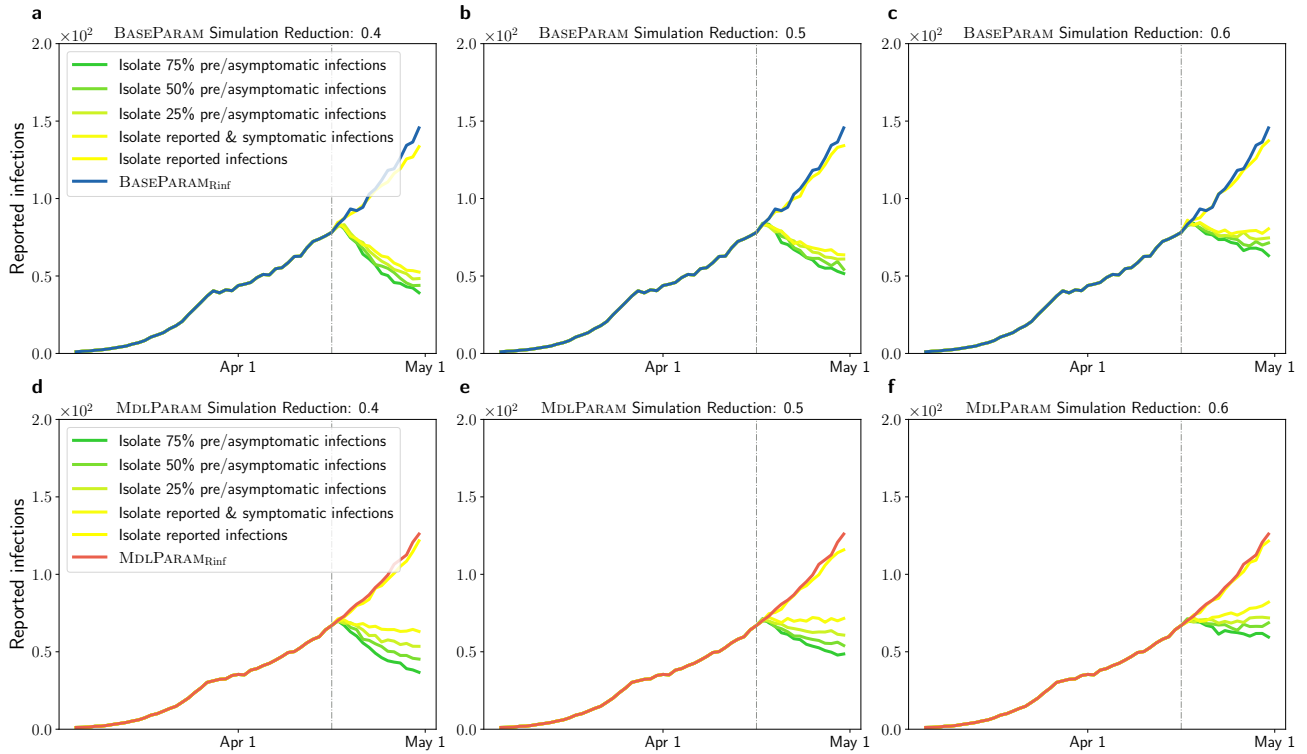 a
BASEPARAM Simulation Reduction: 0.4
×10²
Isolate 75% pre/asymptomatic infections
Isolate 50% pre/asymptomatic infections
Isolate 25% pre/asymptomatic infections
Isolate reported & symptomatic infections
Isolate reported infections
BASEPARAM_Rinf
Reported infections
2.0
1.5
1.0
0.5
0.0
Apr 1
May 1
b
BASEPARAM Simulation Reduction: 0.5
×10²
2.0
1.5
1.0
0.5
0.0
Apr 1
May 1
c
BASEPARAM Simulation Reduction: 0.6
×10²
2.0
1.5
1.0
0.5
0.0
Apr 1
May 1
d
MDLPARAM Simulation Reduction: 0.4
×10²
Isolate 75% pre/asymptomatic infections
Isolate 50% pre/asymptomatic infections
Isolate 25% pre/asymptomatic infections
Isolate reported & symptomatic infections
Isolate reported infections
MDLPARAM_Rinf
Reported infections
2.0
1.5
1.0
0.5
0.0
Apr 1
May 1
e
MDLPARAM Simulation Reduction: 0.5
×10²
2.0
1.5
1.0
0.5
0.0
Apr 1
May 1
f
MDLPARAM Simulation Reduction: 0.6
×10²
2.0
1.5
1.0
0.5
0.0
Apr 1
May 1